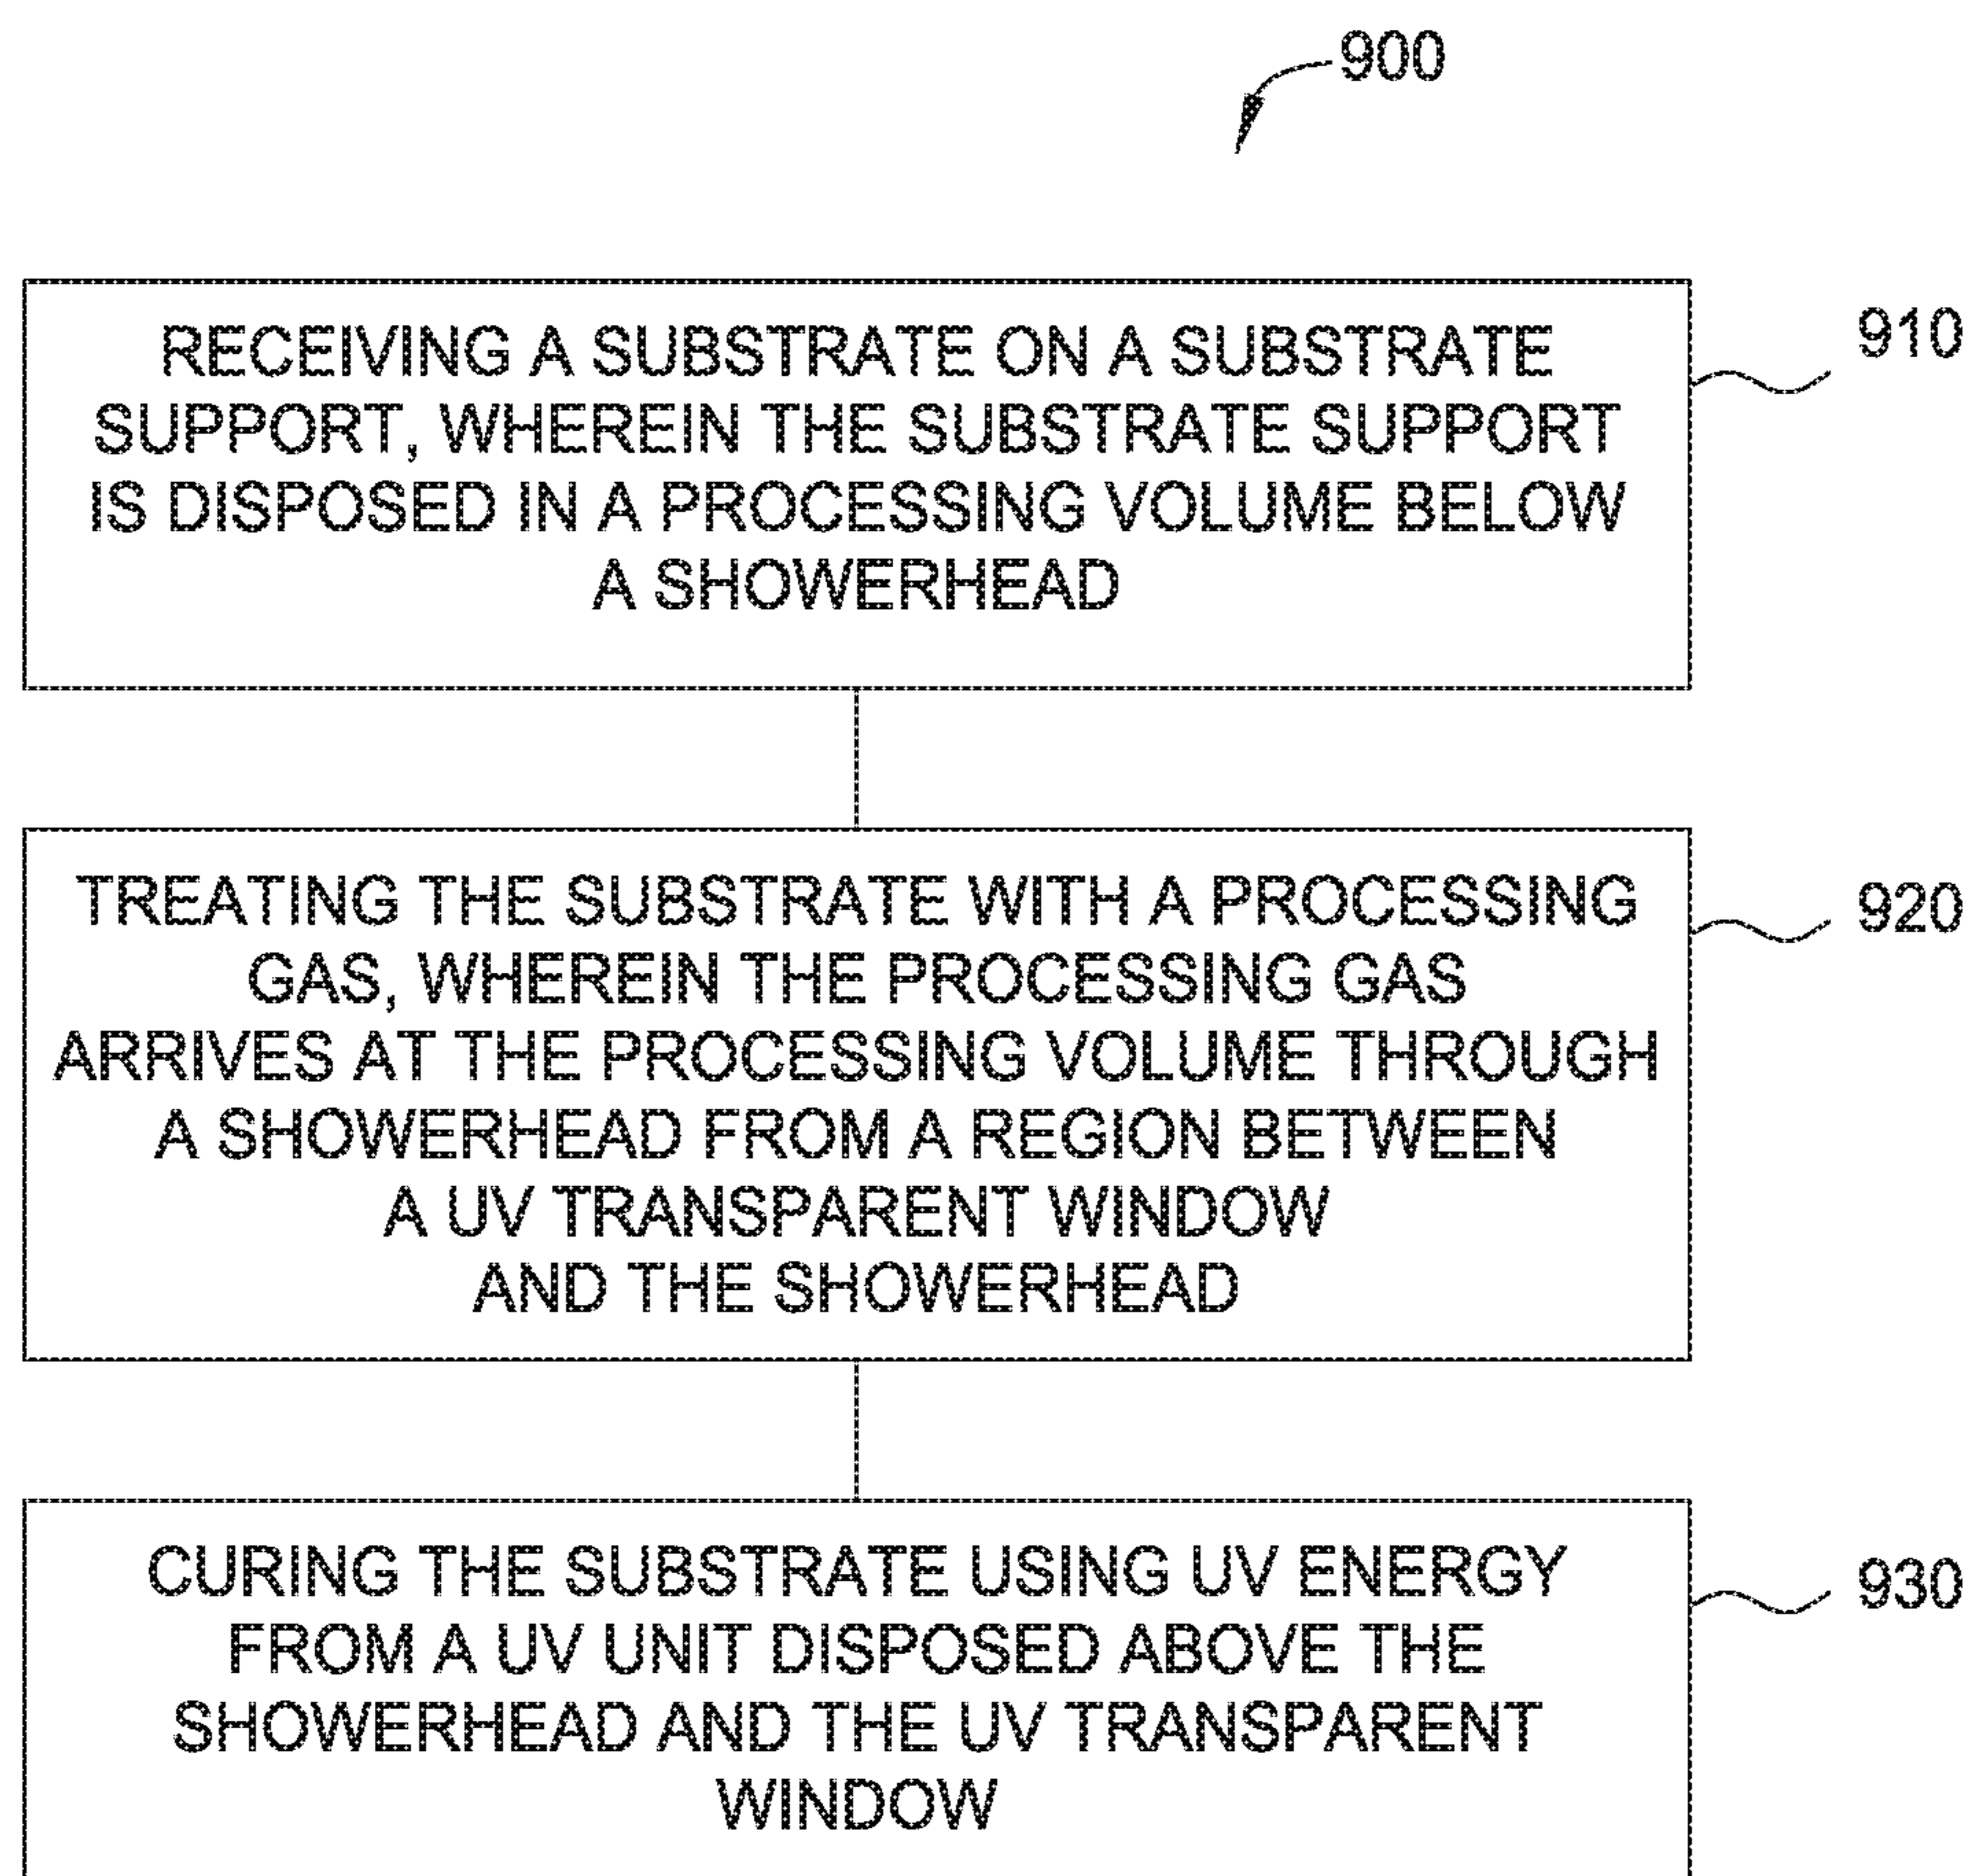 900
RECEIVING A SUBSTRATE ON A SUBSTRATE
SUPPORT, WHEREIN THE SUBSTRATE SUPPORT
IS DISPOSED IN A PROCESSING VOLUME BELOW
A SHOWERHEAD
910
TREATING THE SUBSTRATE WITH A PROCESSING
GAS, WHEREIN THE PROCESSING GAS
ARRIVES AT THE PROCESSING VOLUME THROUGH
A SHOWERHEAD FROM A REGION BETWEEN
A UV TRANSPARENT WINDOW
AND THE SHOWERHEAD
920
CURING THE SUBSTRATE USING UV ENERGY
FROM A UV UNIT DISPOSED ABOVE THE
SHOWERHEAD AND THE UV TRANSPARENT
WINDOW
930